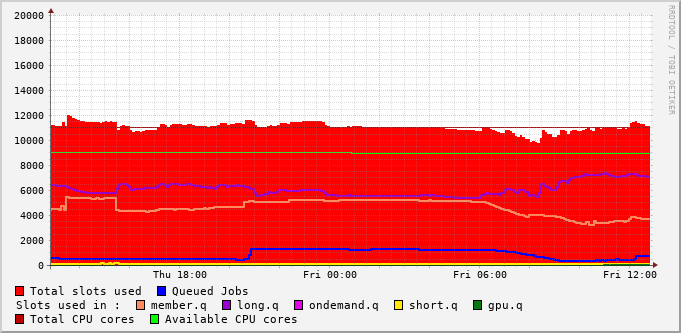 20000
18000
16000
14000
12000
10000
8000
6000
4000
2000
0
Thu 18:00 Fri 00:00 Fri 06:00 Fri 12:00
Total slots used Queued Jobs
Slots used in : member.q long.q ondemand.q short.q gpu.q
Total CPU cores Available CPU cores
RRDTOOL / TOBI OETIKER